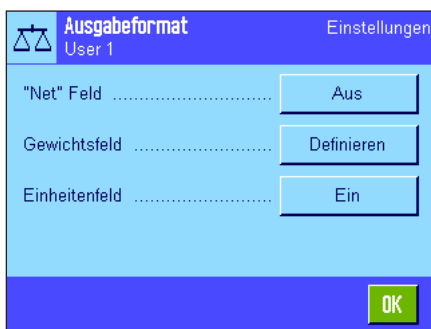 Ausgabeformat Einstellungen
User 1
"Net" Feld ............................ Aus
Gewichtsfeld ........................ Definieren
Einheitenfeld ........................ Ein
OK